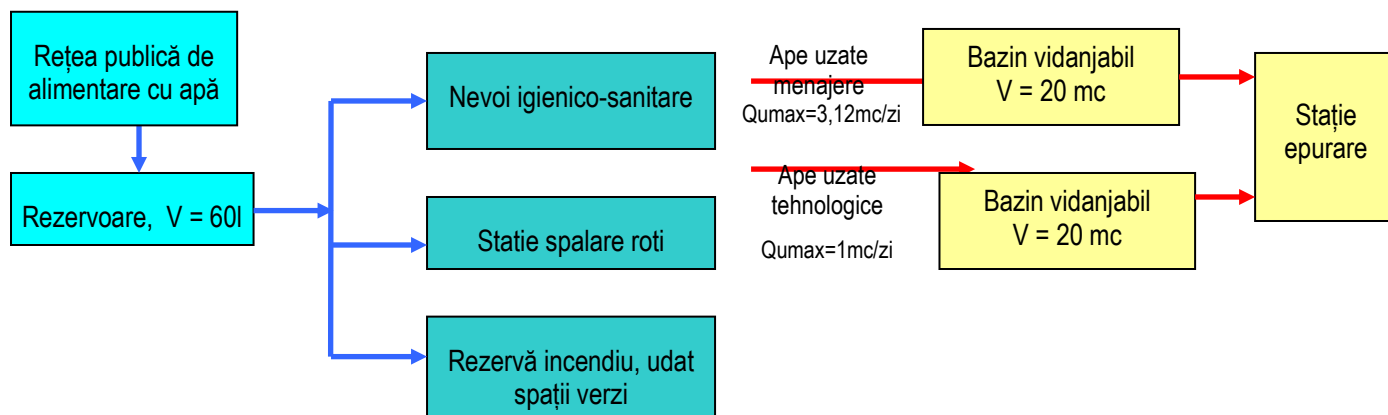 Rețea publică de
alimentare cu apă
Rezervoare, V = 60l
Nevoi igienico-sanitare
Statie spalare roti
Rezervă incendiu, udat
spații verzi
Ape uzate
menajere
Qumax=3,12mc/zi
Ape uzate
tehnologice
Qumax=1mc/zi
Bazin vidanjabil
V = 20 mc
Bazin vidanjabil
V = 20 mc
Stație
epurare